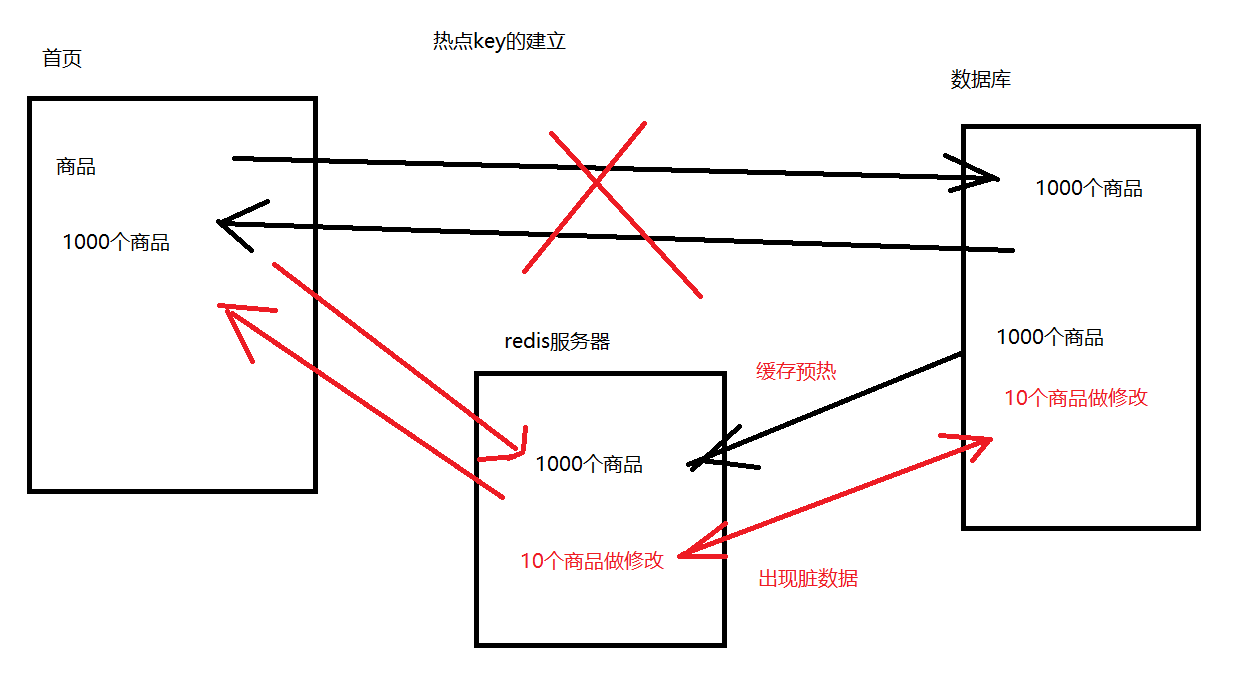 热点key的建立
首页
数据库
商品
1000个商品
1000个商品
redis服务器
1000个商品
缓存预热
10个商品做修改
1000个商品
10个商品做修改
出现脏数据